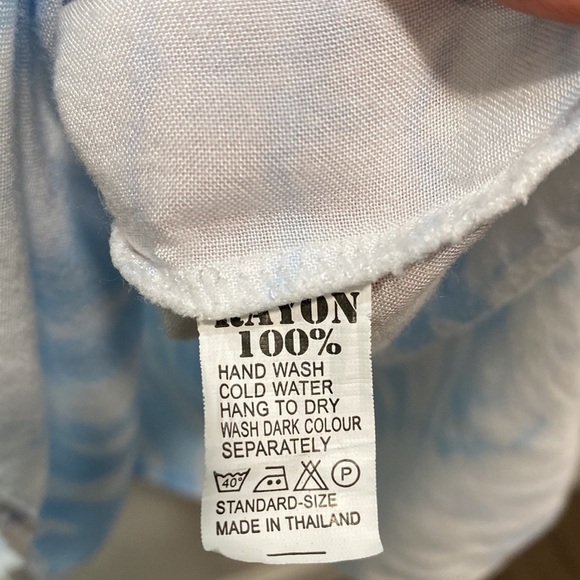 RAYON
100%
HAND WASH
COLD WATER
HANG TO DRY
WASH DARK COLOUR
SEPARATELY
40° P
STANDARD-SIZE
MADE IN THAILAND